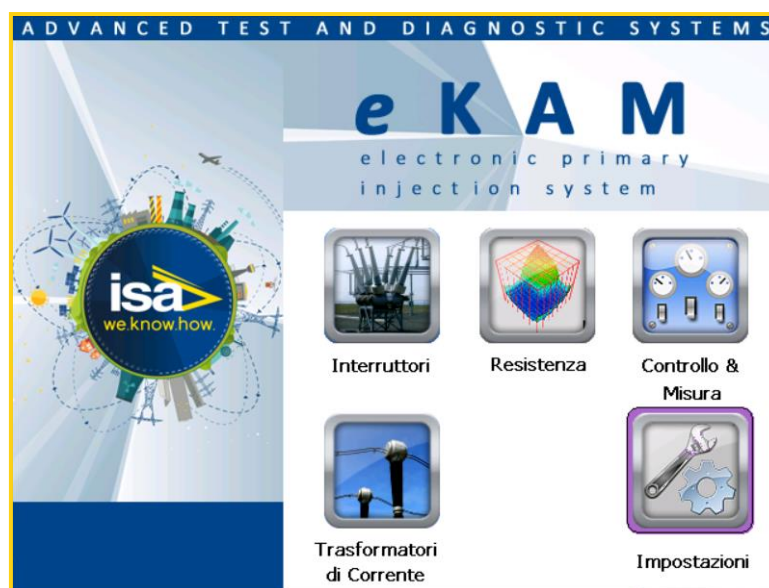 ADVANCED TEST AND DIAGNOSTIC SYSTEMS
e KAM
electronic primary
injection system
isa
we.know.how.
Interruttori
Resistenza
Controllo &
Misura
Trasformatori
di Corrente
Impostazioni